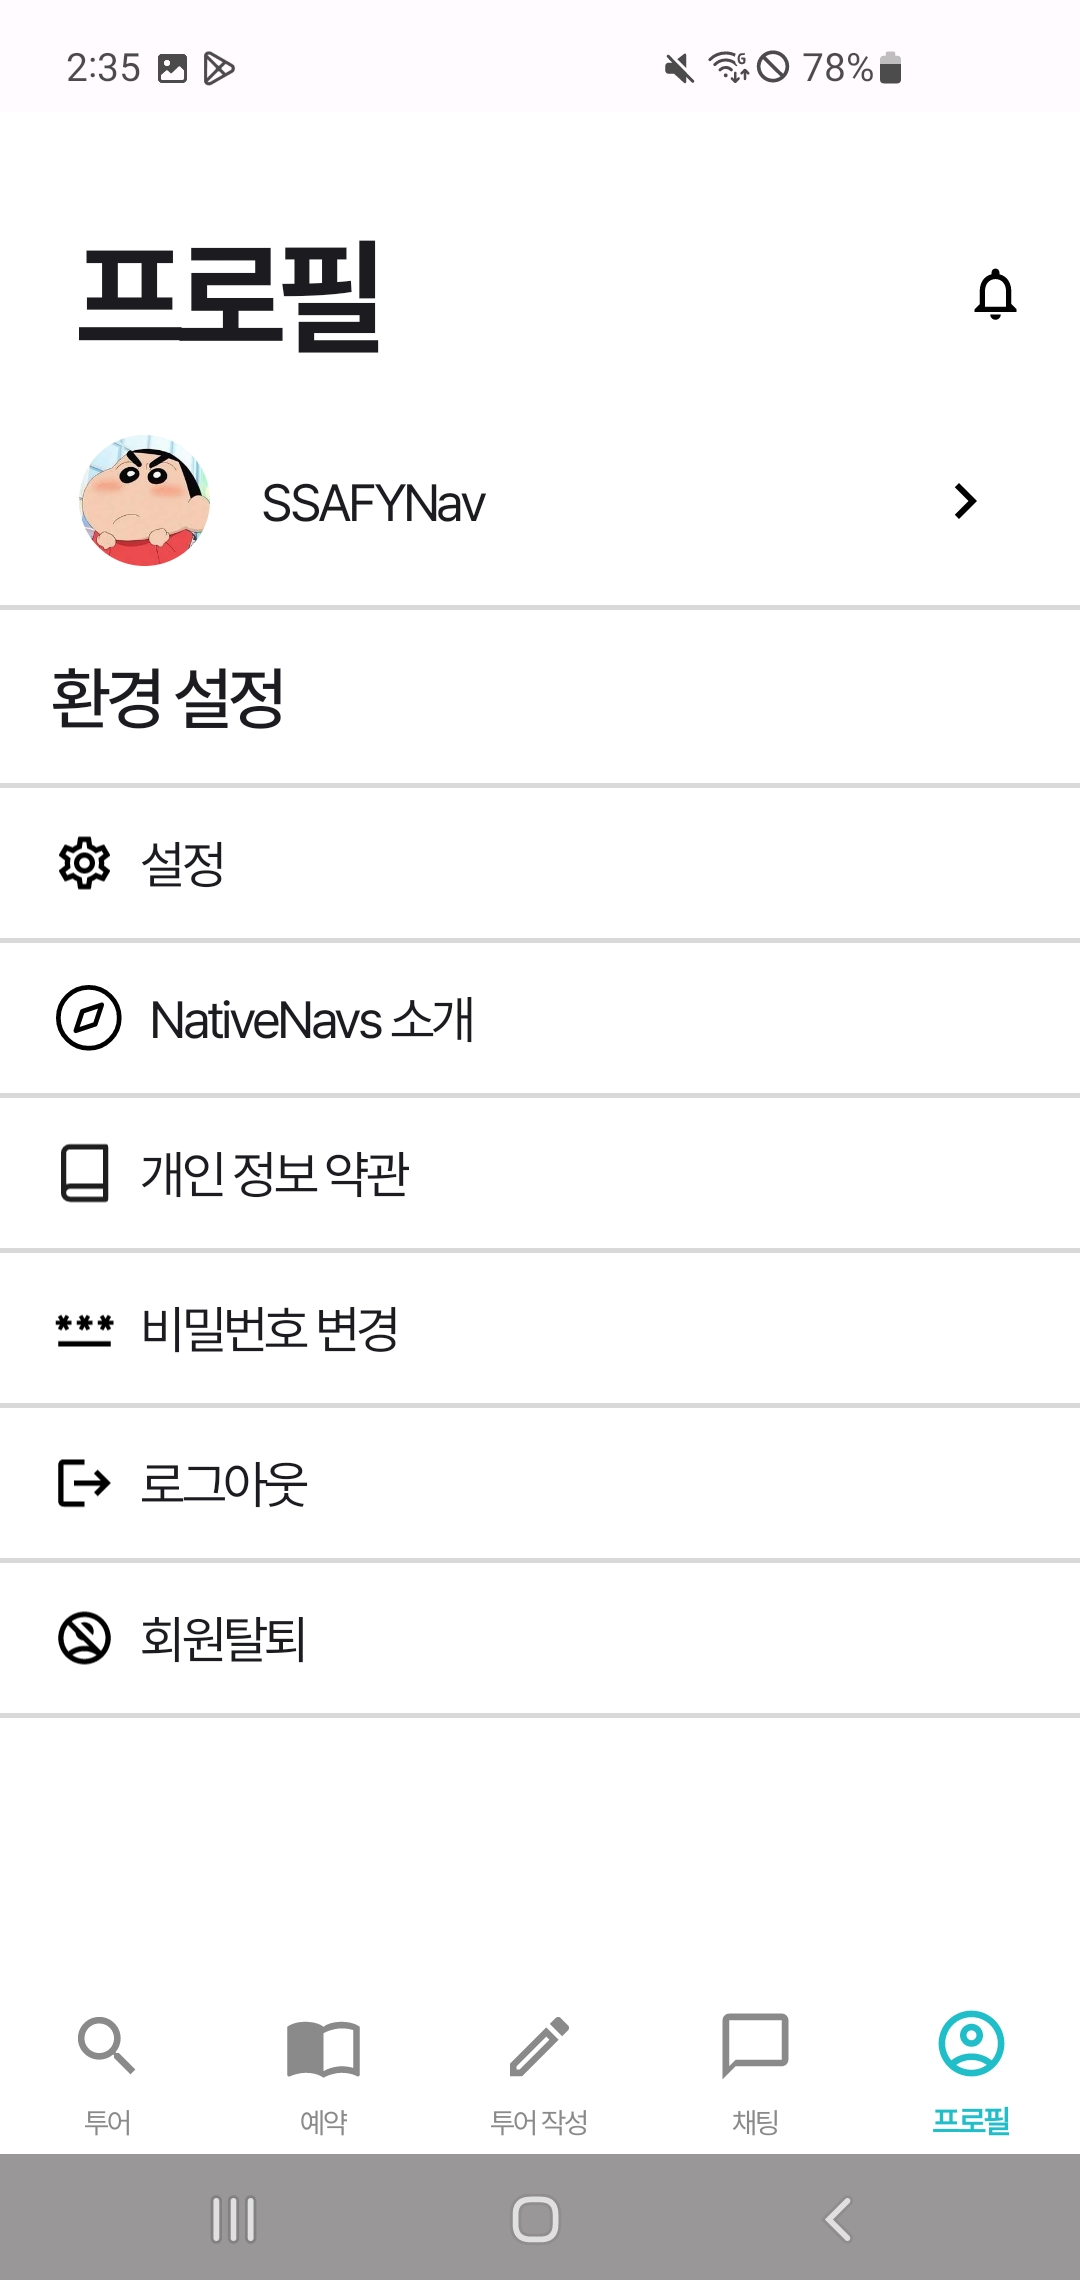 2:35
78%
프로필
SSAFYNav
환경 설정
설정
NativeNavs 소개
개인 정보 약관
비밀번호 변경
로그아웃
회원탈퇴
투어
예약
투어 작성
채팅
프로필